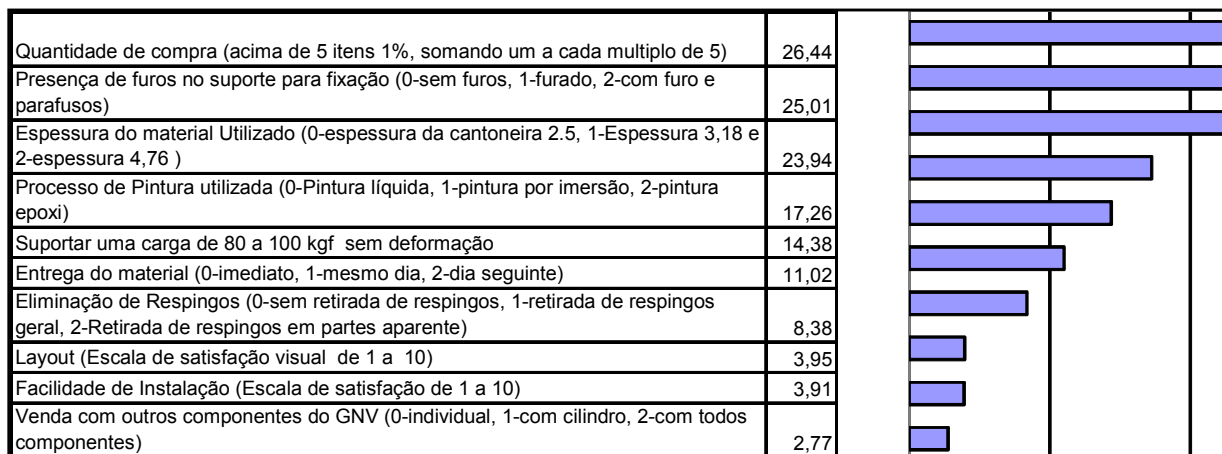 Quantidade de compra (acima de 5 itens 1%, somando um a cada multiplo de 5) 26,44
Presença de furos no suporte para fixação (0-sem furos, 1-furado, 2-com furo e
parafusos) 25,01
Espessura do material Utilizado (0-espessura da cantoneira 2.5, 1-Espessura 3,18 e
2-espessura 4,76 ) 23,94
Processo de Pintura utilizada (0-Pintura líquida, 1-pintura por imersão, 2-pintura
epoxi) 17,26
Suportar uma carga de 80 a 100 kgf sem deformação 14,38
Entrega do material (0-imediato, 1-mesmo dia, 2-dia seguinte) 11,02
Eliminação de Respingos (0-sem retirada de respingos, 1-retirada de respingos
geral, 2-Retirada de respingos em partes aparente) 8,38
Layout (Escala de satisfação visual de 1 a 10) 3,95
Facilidade de Instalação (Escala de satisfação de 1 a 10) 3,91
Venda com outros componentes do GNV (0-individual, 1-com cilindro, 2-com todos
componentes) 2,77